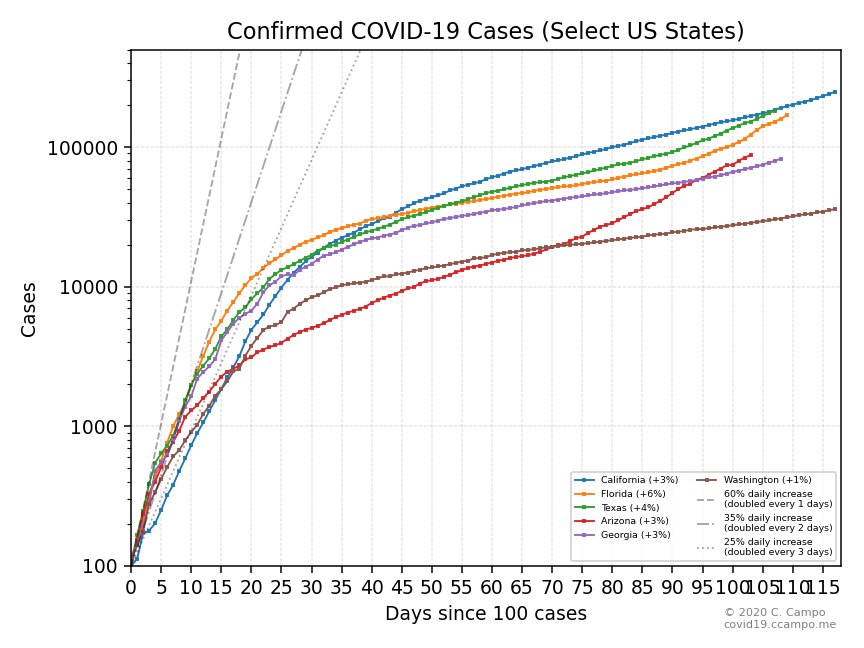 Confirmed COVID-19 Cases (Select US States)
Cases
100000
10000
1000
100
California (+3%)
Florida (+6%)
Texas (+4%)
Arizona (+3%)
Georgia (+3%)
Washington (+1%)
60% daily increase
(doubled every 1 days)
35% daily increase
(doubled every 2 days)
25% daily increase
(doubled every 3 days)
0 5 10 15 20 25 30 35 40 45 50 55 60 65 70 75 80 85 90 95 100 105 110 115
Days since 100 cases
© 2020 C. Campo
covid19.ccampo.me